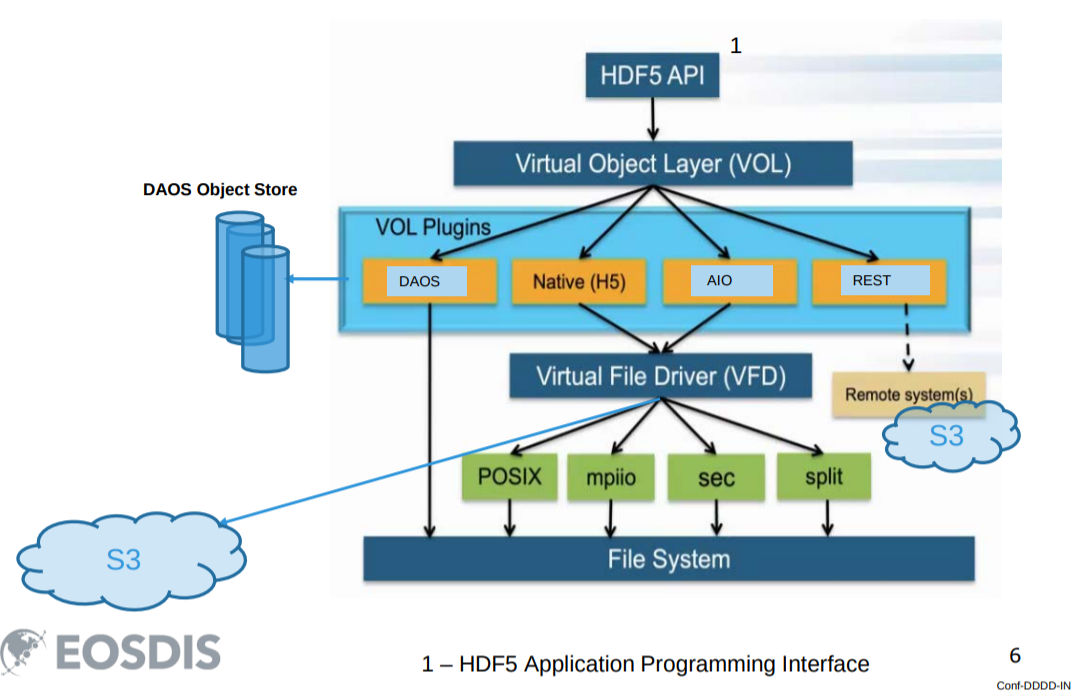 1
HDF5 API
Virtual Object Layer (VOL)
DAOS Object Store
VOL Plugins
DAOS
Native (H5)
AIO
REST
Virtual File Driver (VFD)
Remote system(s)
S3
POSIX
mpiio
sec
split
S3
File System
EOSDIS
1 – HDF5 Application Programming Interface
6
Conf-DDDD-IN